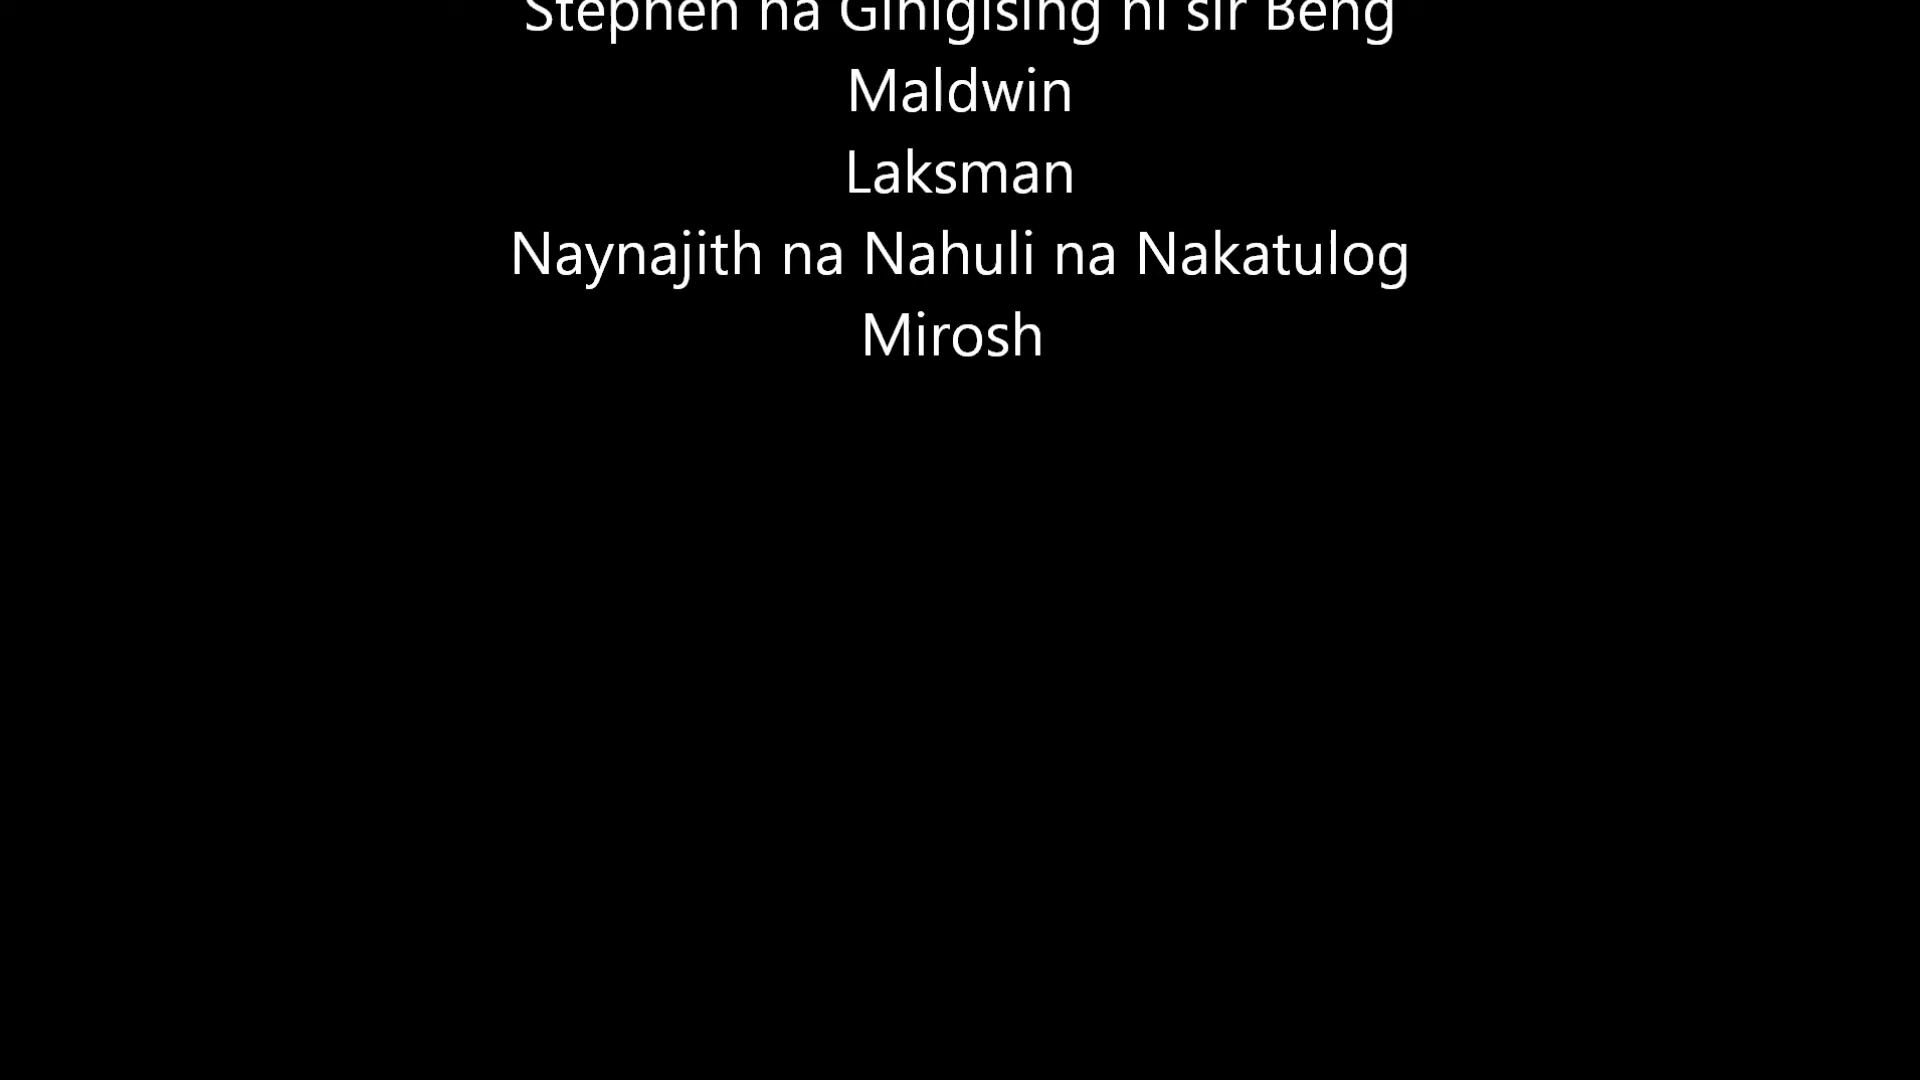 Stephen na Ginigising ni sir Beng
Maldwin
Laksman
Naynajith na Nahuli na Nakatulog
Mirosh